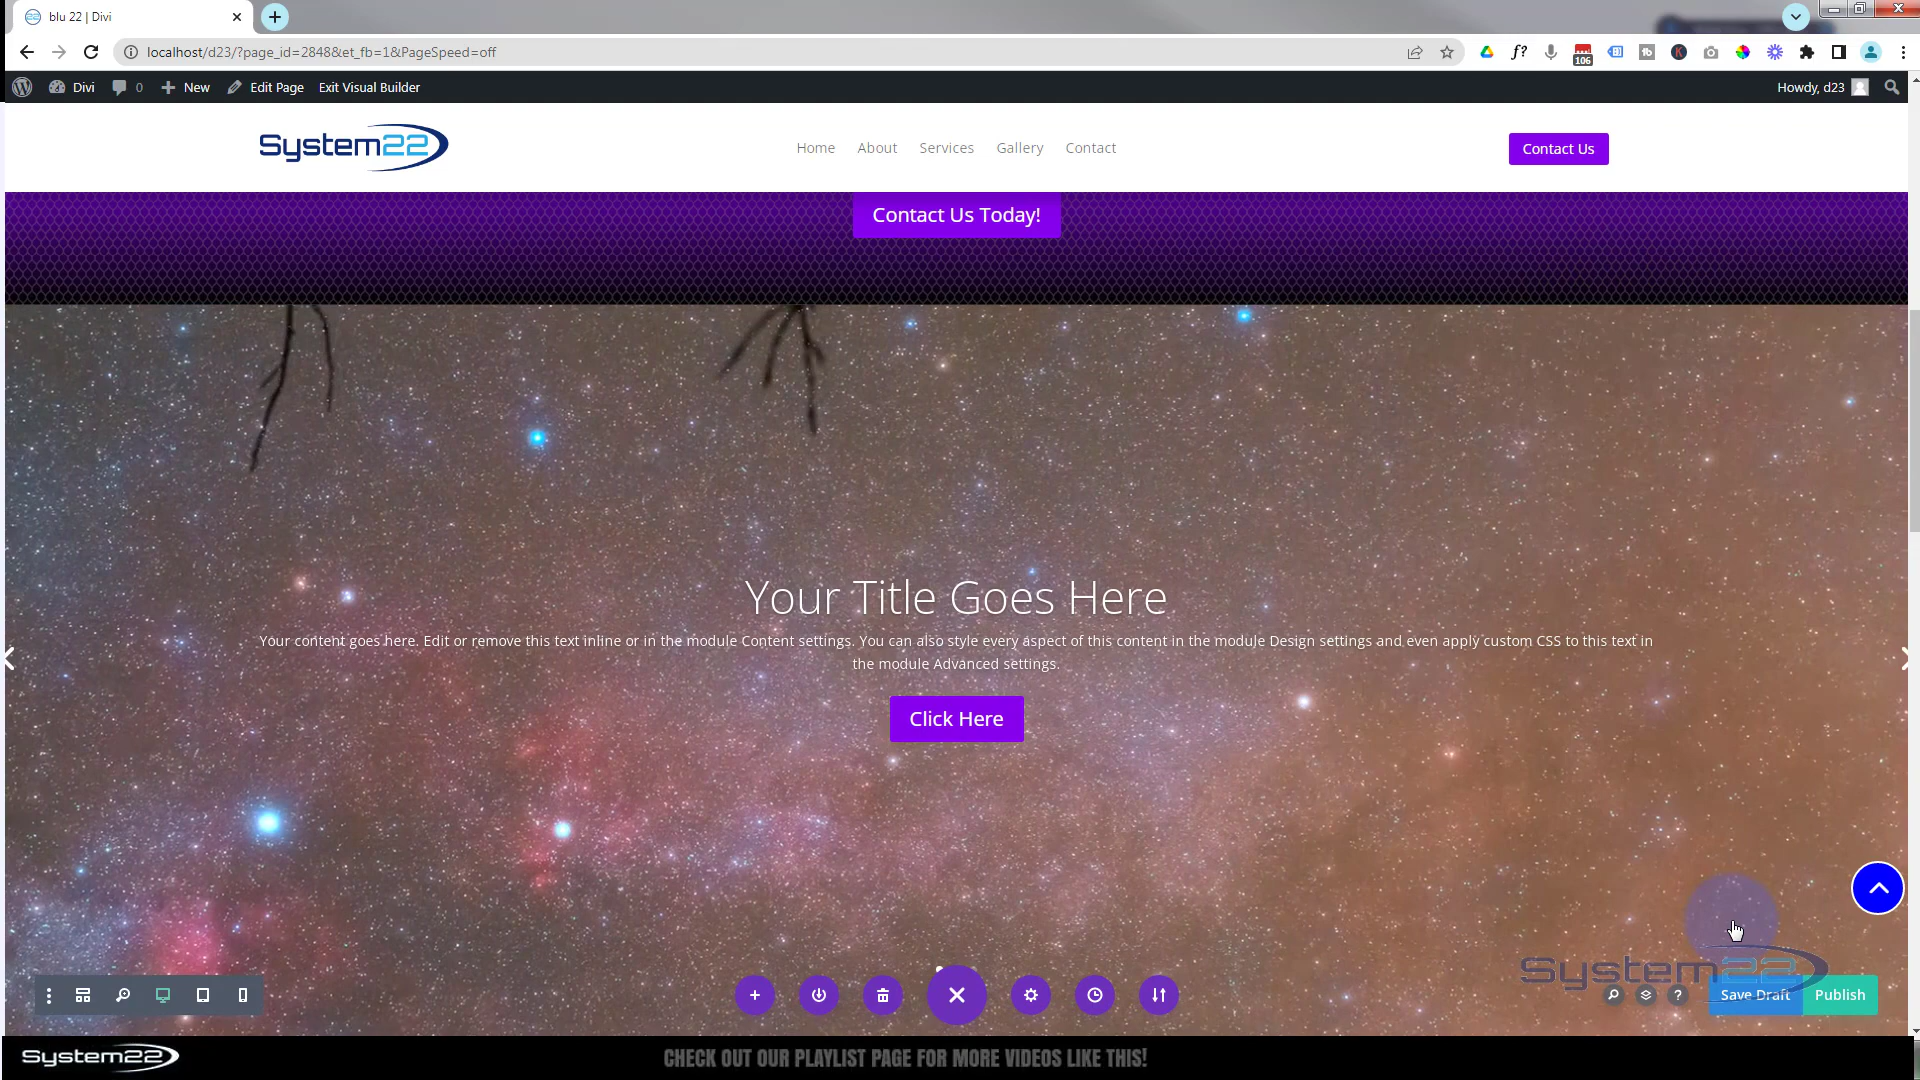 blu 22 | Divi
localhost/d23/?page_id=2848&et_fb=1&PageSpeed=off
f?
106
tb
K
Divi
0
New
Edit Page
Exit Visual Builder
Howdy, d23
System22
Home
About
Services
Gallery
Contact
Contact Us
Contact Us Today!
Your Title Goes Here
Your content goes here. Edit or remove this text inline or in the module Content settings. You can also style every aspect of this content in the module Design settings and even apply custom CSS to this text in
the module Advanced settings.
Click Here
System22
?
Save Draft
Publish
System22
CHECK OUT OUR PLAYLIST PAGE FOR MORE VIDEOS LIKE THIS!